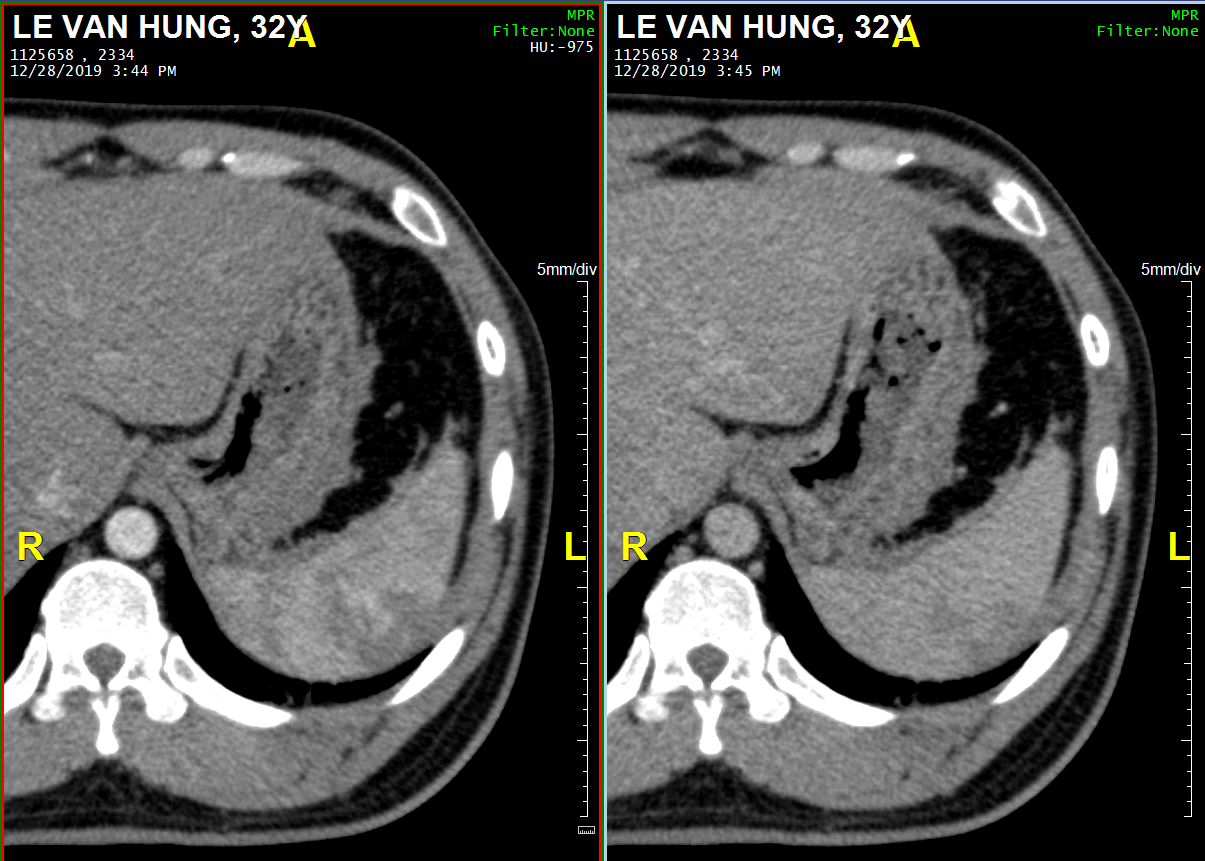 LE VAN HUNG, 32Y
A
MPR
Filter:None
HU:-975
1125658 , 2334
12/28/2019 3:44 PM
5mm/div
R
L
LE VAN HUNG, 32Y
A
MPR
Filter:None
1125658 , 2334
12/28/2019 3:45 PM
5mm/div
R
L